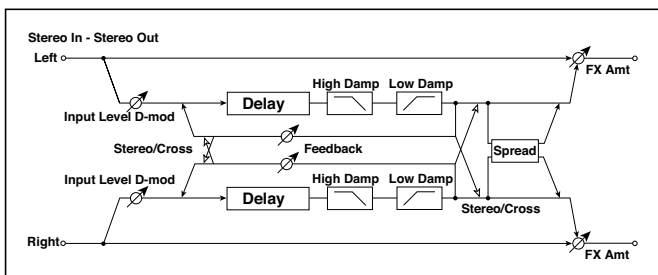 Stereo In - Stereo Out
Left
FX Amt
High Damp Low Damp
Delay
Input Level D-mod
Stereo/Cross
Feedback
Spread
Input Level D-mod
High Damp Low Damp
Delay
Stereo/Cross
Right
FX Amt